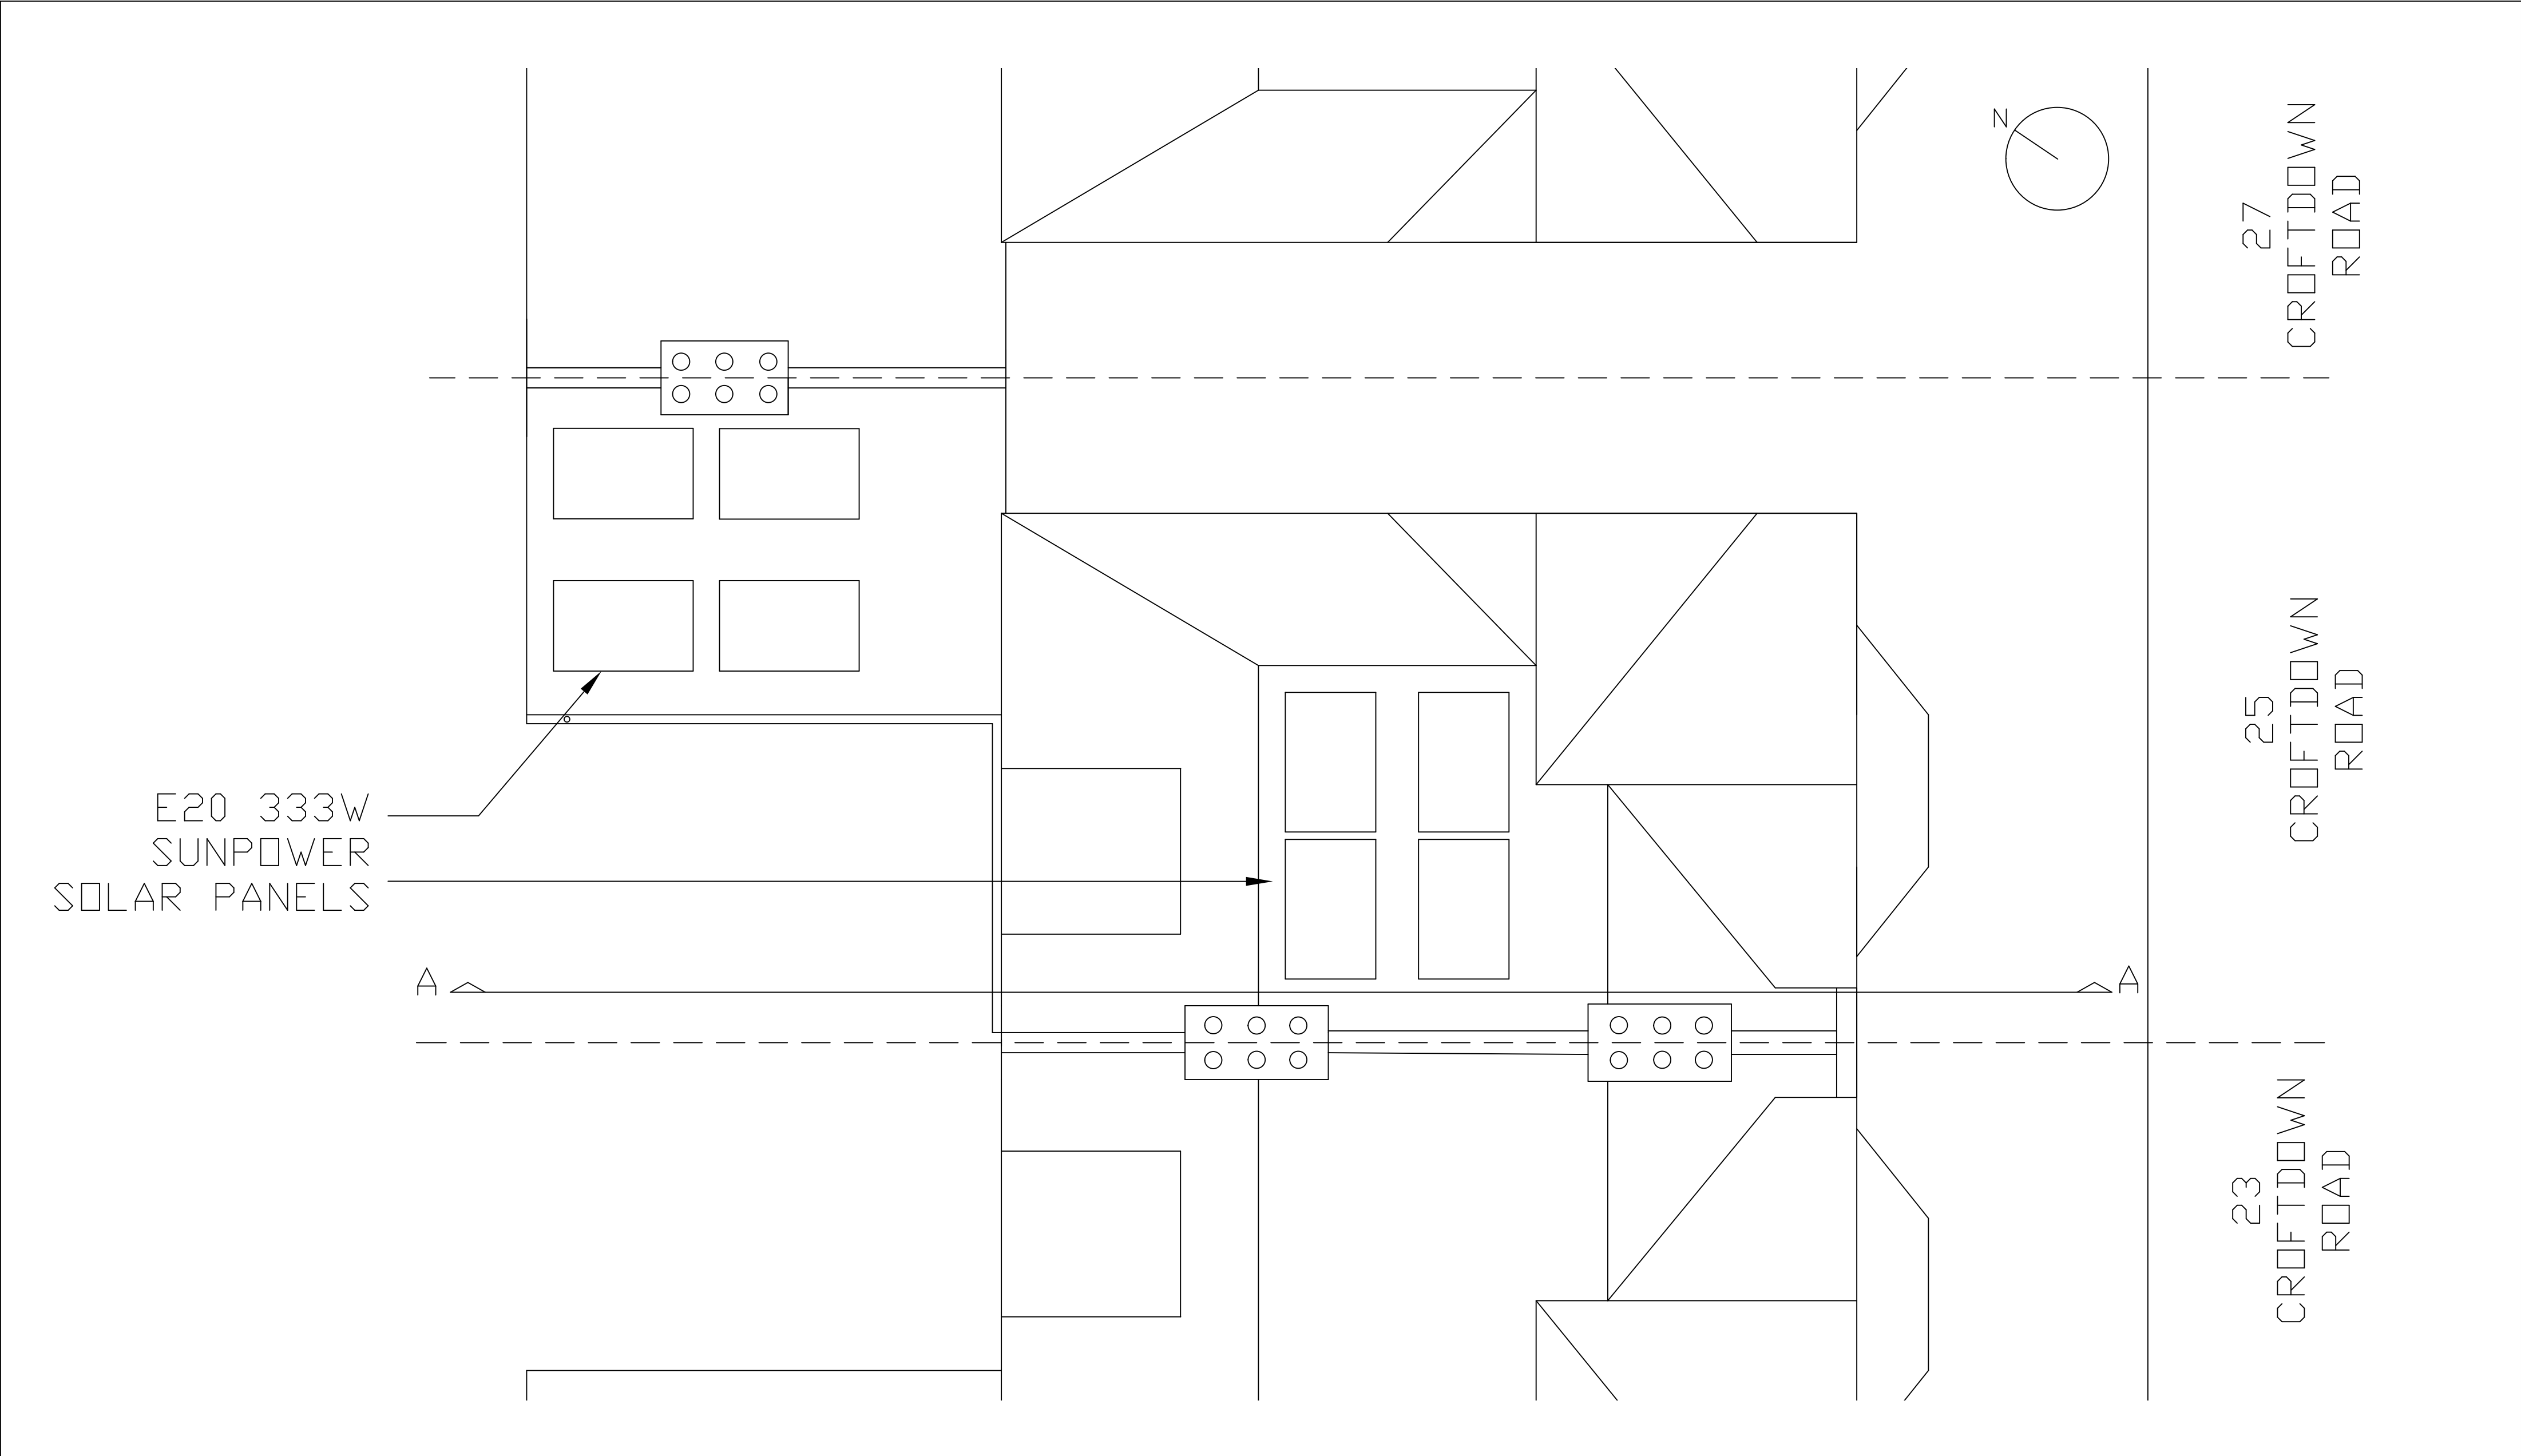 N
27
CROFTDOWN
ROAD
25
CROFTDOWN
ROAD
E20 333W
SUNPOWER
SOLAR PANELS
A
A
23
CROFTDOWN
ROAD